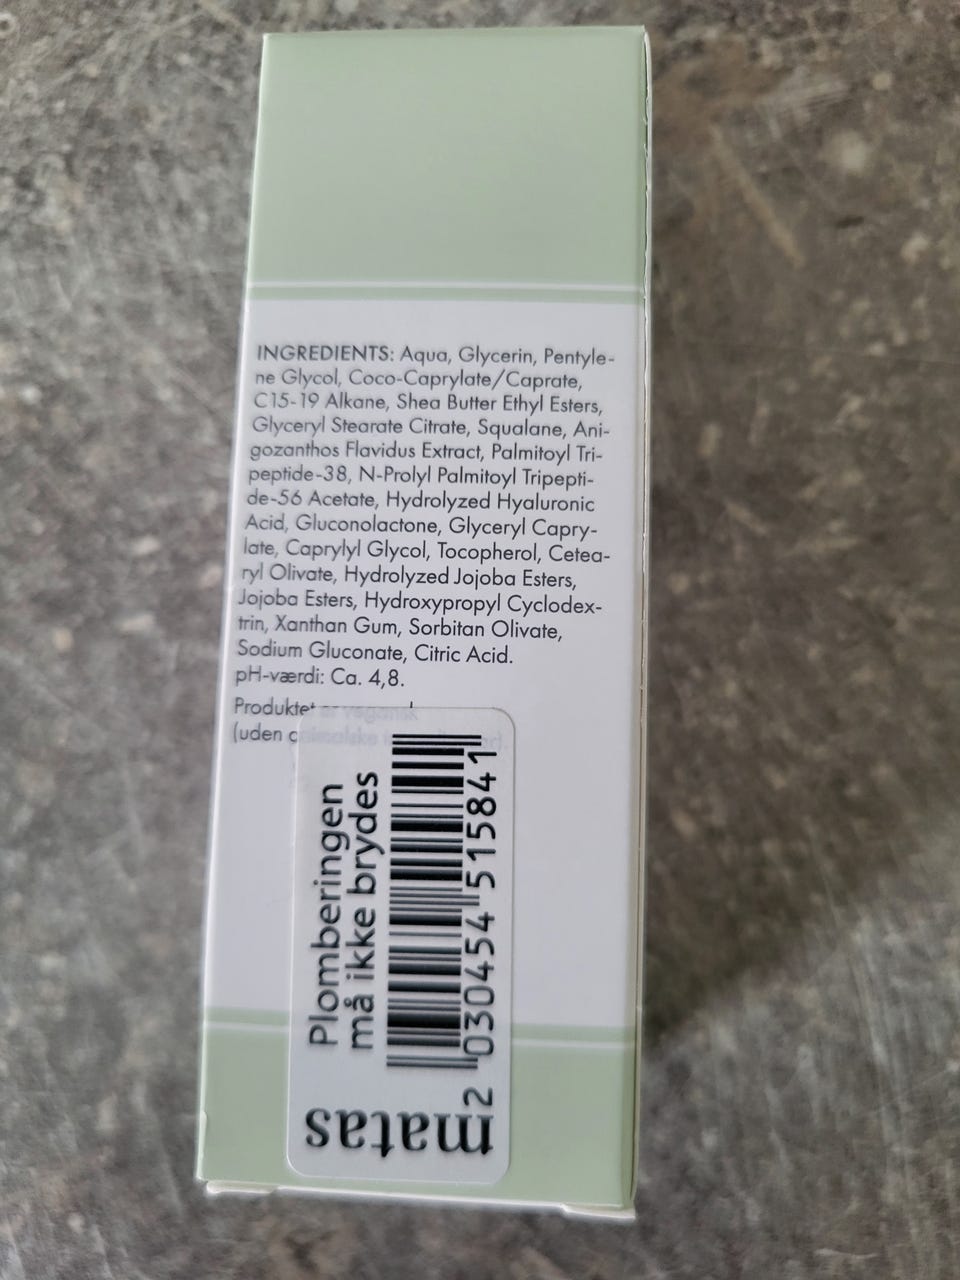 INGREDIENTS: Aqua, Glycerin, Pentyle-
ne Glycol, Coco-Caprylate/Caprate,
C15-19 Alkane, Shea Butter Ethyl Esters,
Glyceryl Stearate Citrate, Squalane, Ani-
gozanthos Flavidus Extract, Palmitoyl Tri-
peptide-38, N-Prolyl Palmitoyl Tripepti-
de-56 Acetate, Hydrolyzed Hyaluronic
Acid, Gluconolactone, Glyceryl Capry-
late, Caprylyl Glycol, Tocopherol, Cetea-
ryl Olivate, Hydrolyzed Jojoba Esters,
Jojoba Esters, Hydroxypropyl Cyclodex-
trin, Xanthan Gum, Sorbitan Olivate,
Sodium Gluconate, Citric Acid.
pH-værdi: Ca. 4,8.
Produktet er vegansk
(uden
Plomberingen
må ikke brydes
2 030454 515841
matas